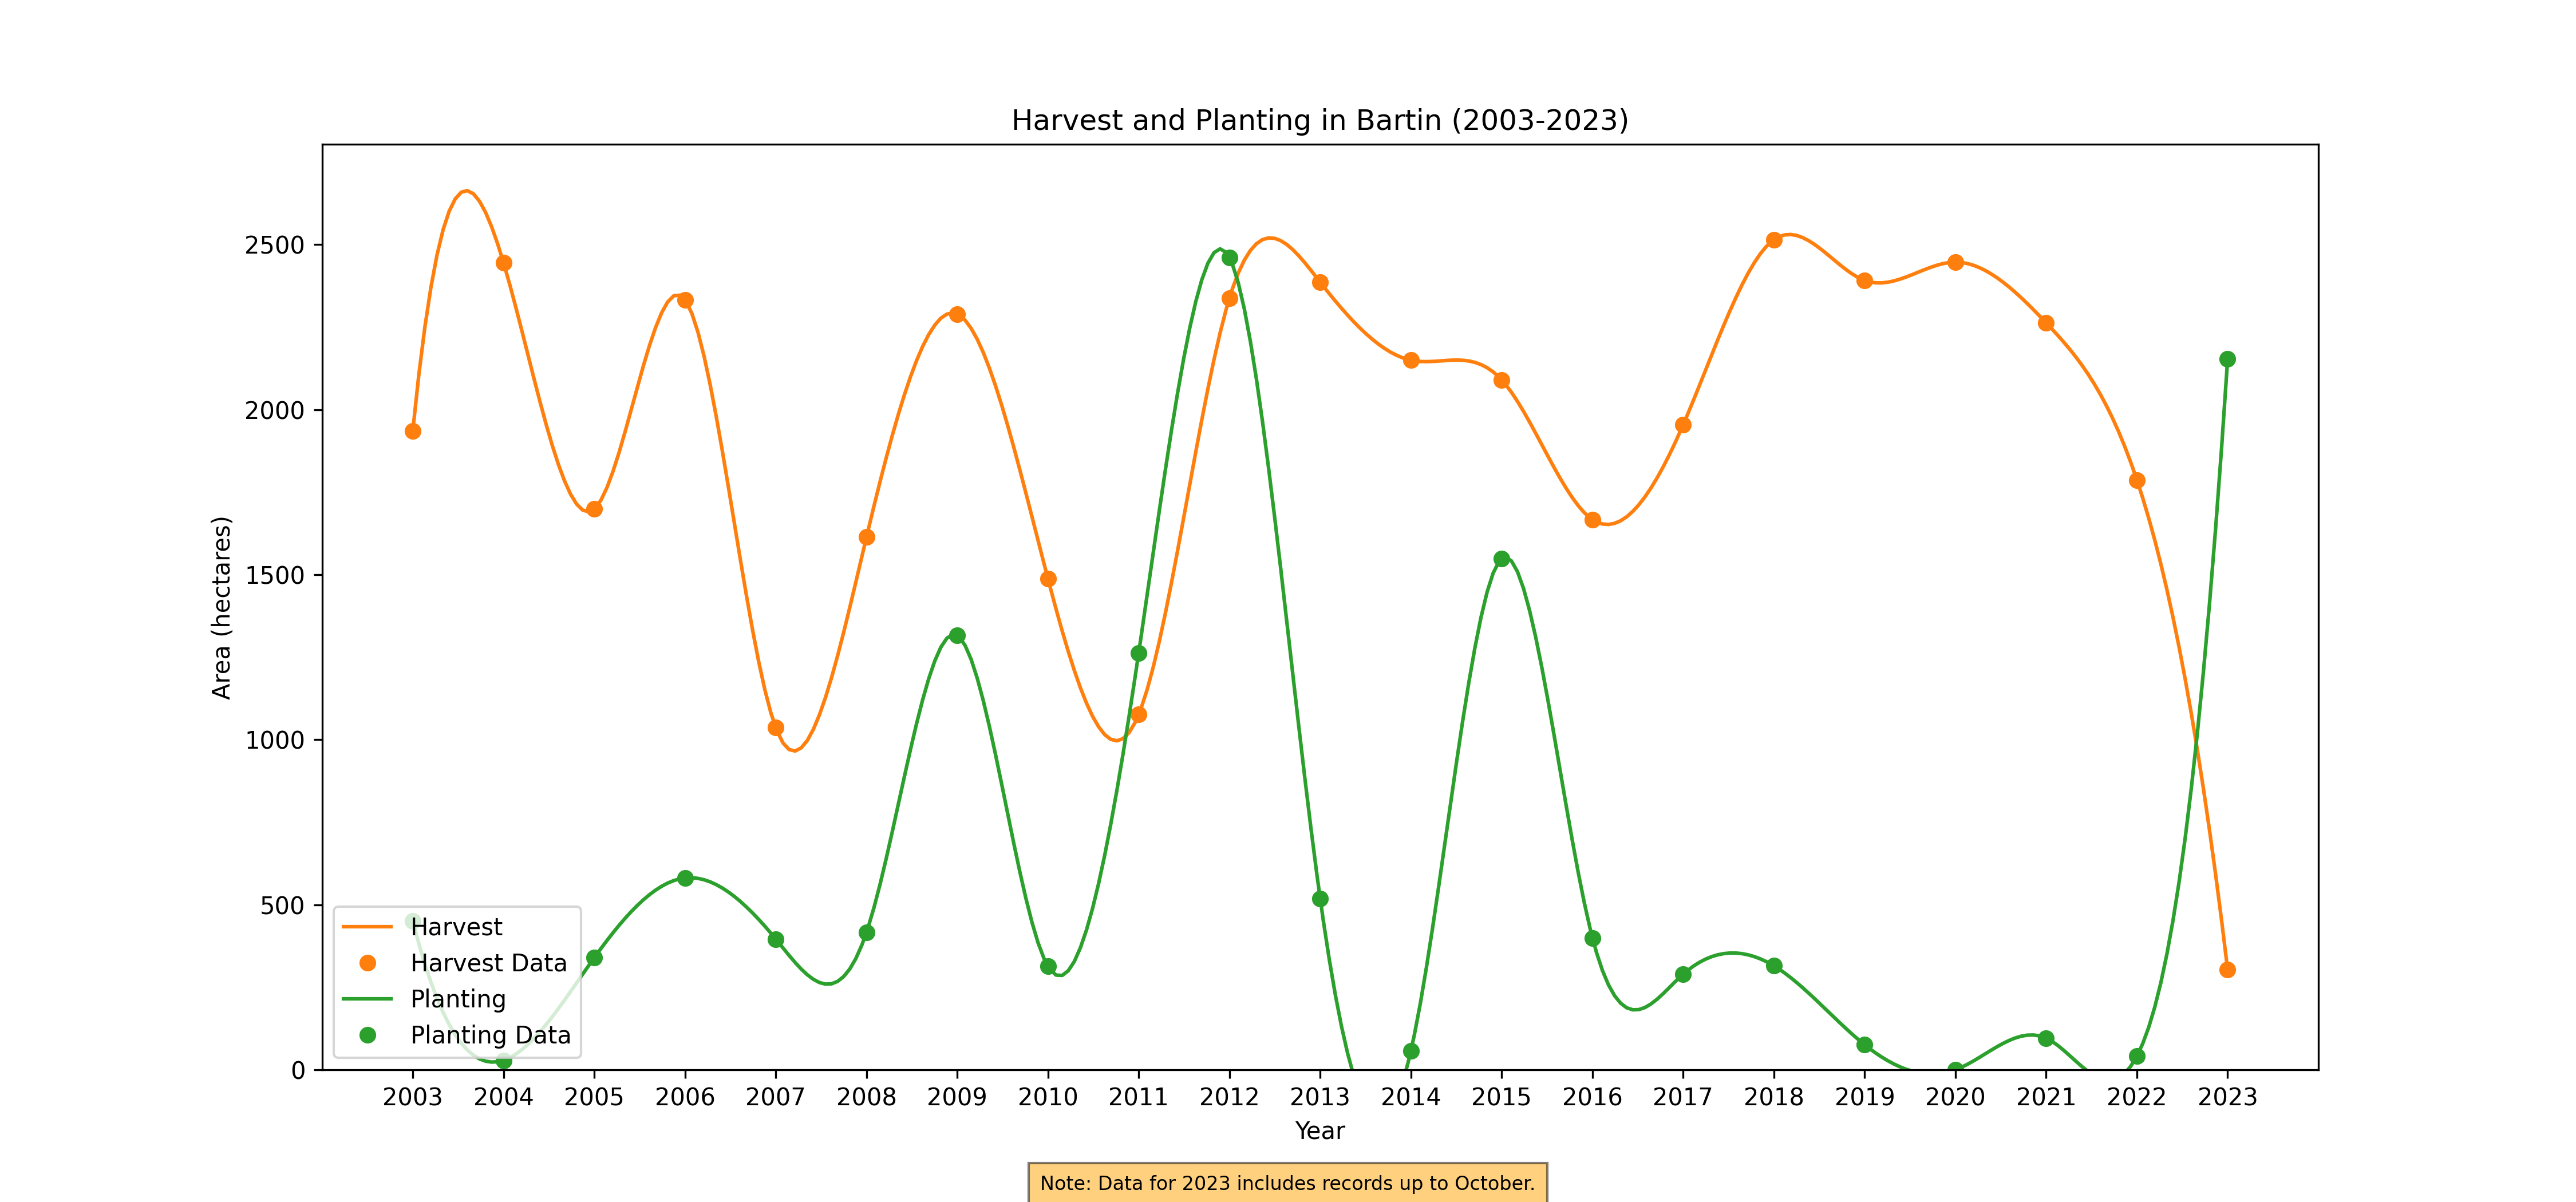 Harvest and Planting in Bartin (2003-2023)
Area (hectares)
2500
2000
1500
1000
500
0
Harvest
Harvest Data
Planting
Planting Data
2003 2004 2005 2006 2007 2008 2009 2010 2011 2012 2013 2014 2015 2016 2017 2018 2019 2020 2021 2022 2023
Year
Note: Data for 2023 includes records up to October.